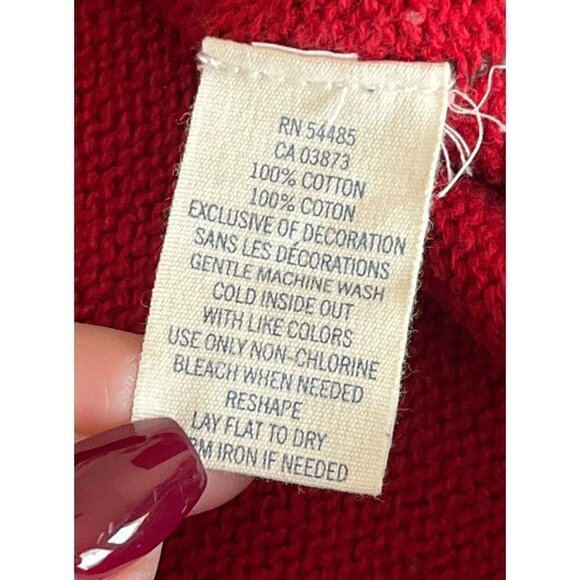 RN 54485
CA 03873
100% COTTON
100% COTON
EXCLUSIVE OF DECORATION
SANS LES DÉCORATIONS
GENTLE MACHINE WASH
COLD INSIDE OUT
WITH LIKE COLORS
USE ONLY NON-CHLORINE
BLEACH WHEN NEEDED
RESHAPE
LAY FLAT TO DRY
IRON IF NEEDED